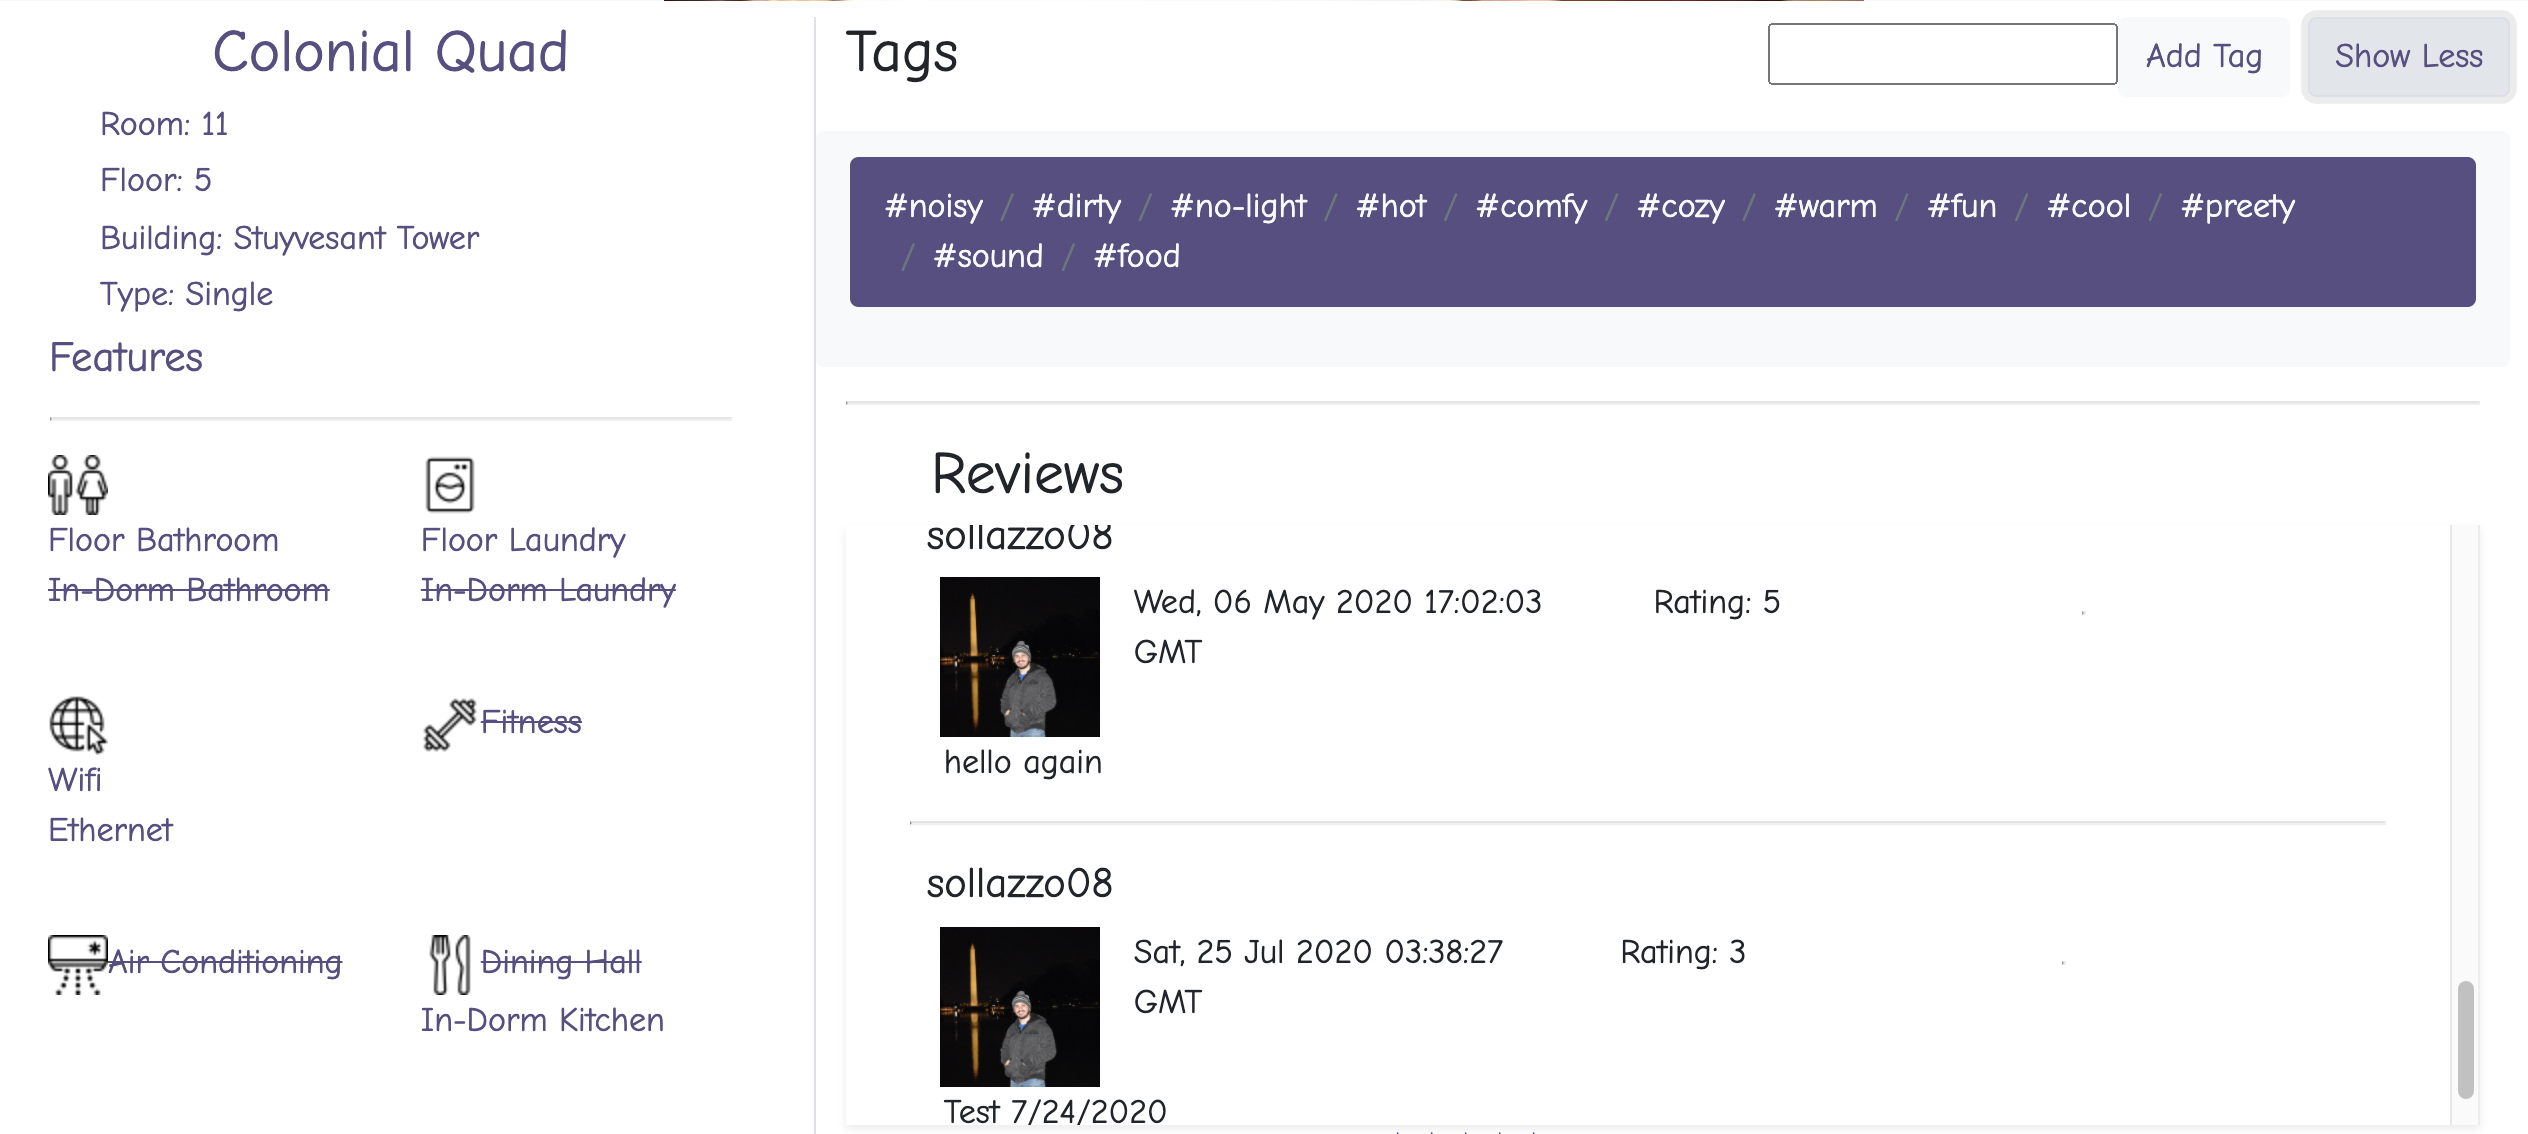 Colonial Quad
Room: 11
Floor: 5
Building: Stuyvesant Tower
Type: Single
Features
Floor Bathroom
In-Dorm Bathroom
Floor Laundry
In-Dorm Laundry
Wifi
Ethernet
Fitness
Air Conditioning
Dining Hall
In-Dorm Kitchen
Tags
Add Tag
Show Less
#noisy / #dirty / #no-light / #hot / #comfy / #cozy / #warm / #fun / #cool / #preety
/ #sound / #food
Reviews
sollazzo08
Wed, 06 May 2020 17:02:03
GMT
Rating: 5
hello again
sollazzo08
Sat, 25 Jul 2020 03:38:27
GMT
Rating: 3
Test 7/24/2020